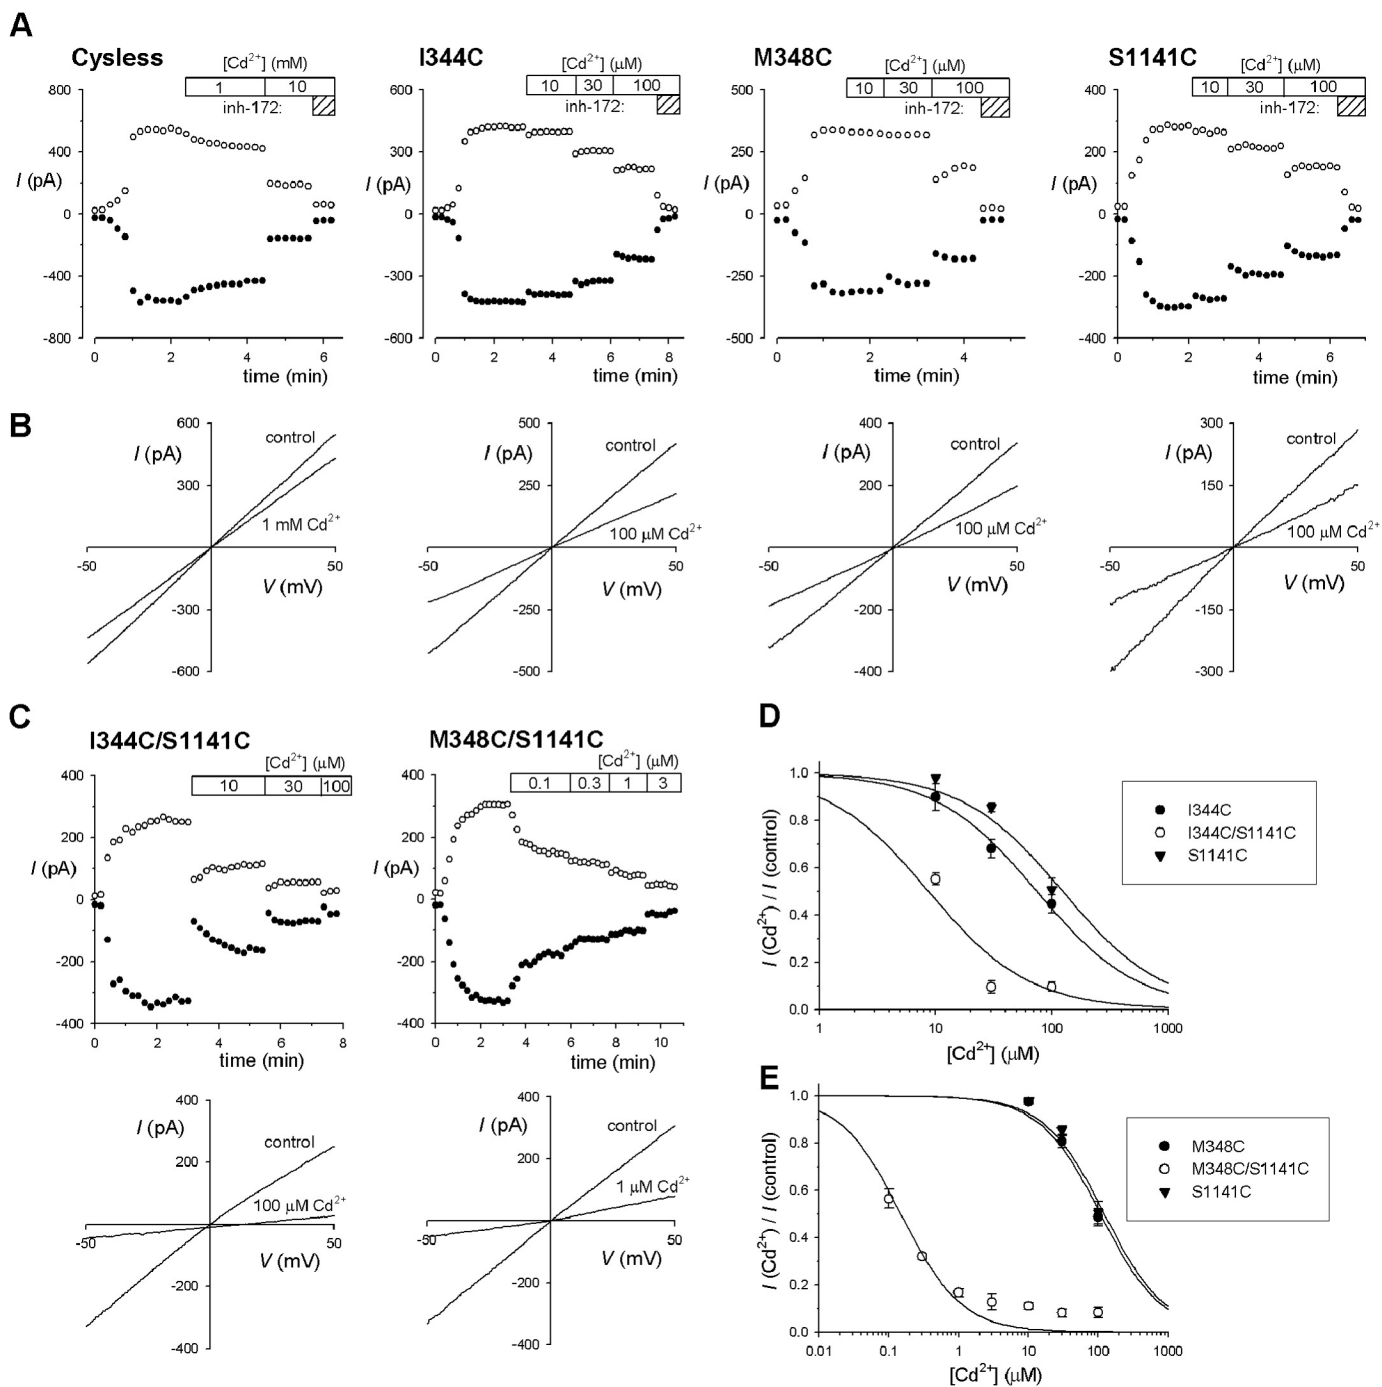 A
Cysless
I344C
M348C
S1141C
[Cd2+] (mM)
1 10
inh-172:
[Cd2+] (μM)
10 30 100
inh-172:
[Cd2+] (μM)
10 30 100
inh-172:
[Cd2+] (μM)
10 30 100
inh-172:
800
400
0
-400
-800
I (pA)
0 2 4 6
time (min)
600
300
0
-300
-600
I (pA)
0 2 4 6 8
time (min)
500
250
0
-250
-500
I (pA)
0 2 4
time (min)
400
200
0
-200
-400
I (pA)
0 2 4 6
time (min)
B
600
I (pA)
control
300
1 mM Cd2+
-50
50
V (mV)
-300
-600
500
I (pA)
control
250
100 μM Cd2+
-50
50
V (mV)
-250
-500
400
I (pA)
control
200
100 μM Cd2+
-50
50
V (mV)
-200
-400
300
I (pA)
control
150
100 μM Cd2+
-50
50
V (mV)
-150
-300
C
I344C/S1141C
[Cd2+] (μM)
10 30 100
400
200
I (pA)
0
-200
-400
0 2 4 6 8
time (min)
M348C/S1141C
[Cd2+] (μM)
0.1 0.3 1 3
400
200
I (pA)
0
-200
-400
0 2 4 6 8 10
time (min)
400
I (pA)
control
200
100 μM Cd2+
-50
50
V (mV)
-200
-400
400
I (pA)
control
200
1 μM Cd2+
-50
50
V (mV)
-200
-400
D
1.0
0.8
0.6
0.4
0.2
0.0
I (Cd2+) / I (control)
1 10 100 1000
[Cd2+] (μM)
I344C
I344C/S1141C
S1141C
E
1.0
0.8
0.6
0.4
0.2
0.0
I (Cd2+) / I (control)
0.01 0.1 1 10 100 1000
[Cd2+] (μM)
M348C
M348C/S1141C
S1141C